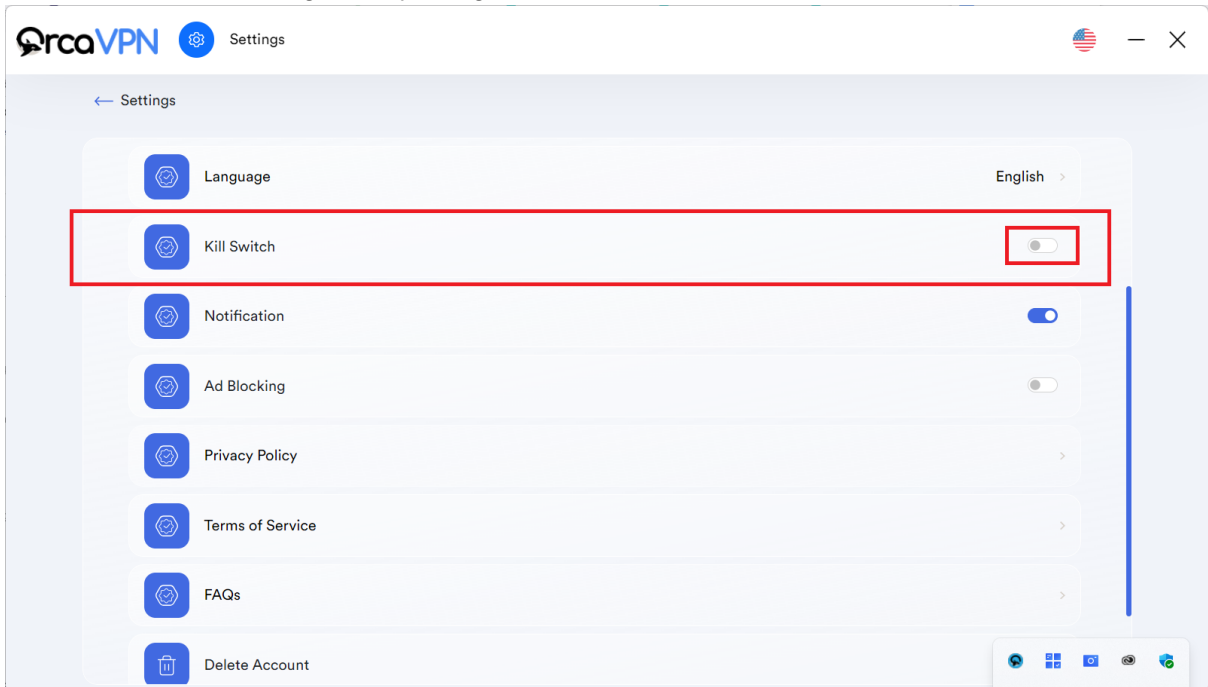 OrcaVPN Settings
← Settings
Language English
Kill Switch
Notification
Ad Blocking
Privacy Policy
Terms of Service
FAQs
Delete Account